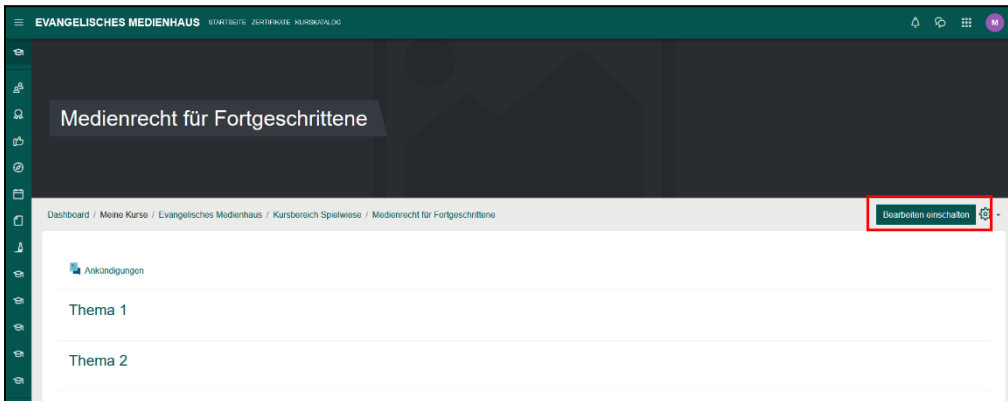 EVANGELISCHES MEDIENHAUS STARTSEITE ZERTIFIKATE KURSKATALOG
M
Medienrecht für Fortgeschrittene
Dashboard / Meine Kurse / Evangelisches Medienhaus / Kursbereich Spielwiese / Medienrecht für Fortgeschrittene
Bearbeiten einschalten
Ankündigungen
Thema 1
Thema 2